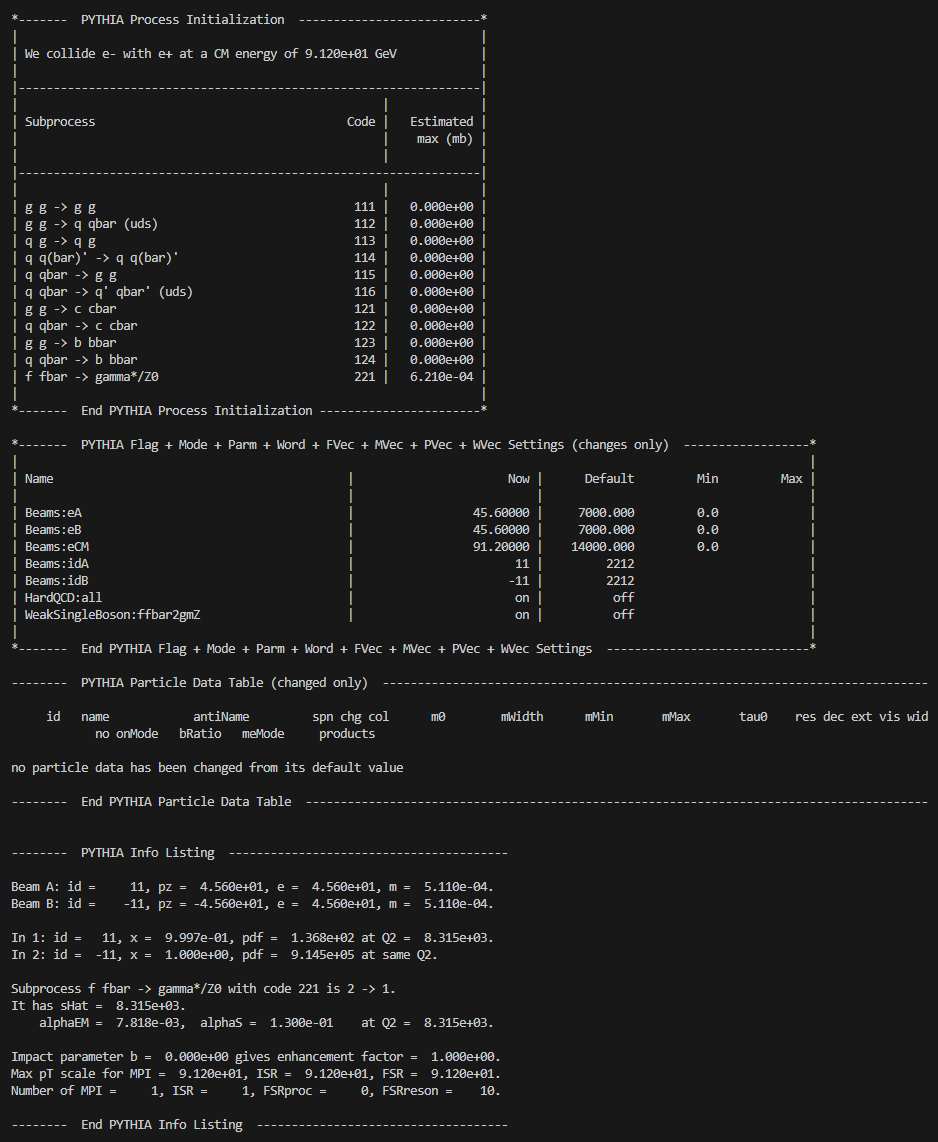 *-------  PYTHIA Process Initialization  --------------------------*
|                                                                  |
| We collide e- with e+ at a CM energy of 9.120e+01 GeV            |
|                                                                  |
|------------------------------------------------------------------|
|                                                    |             |
| Subprocess                                    Code |   Estimated |
|                                                    |    max (mb) |
|                                                    |             |
|------------------------------------------------------------------|
|                                                    |             |
| g g -> g g                                     111 |   0.000e+00 |
| g g -> q qbar (uds)                            112 |   0.000e+00 |
| q g -> q g                                     113 |   0.000e+00 |
| q q(bar)' -> q q(bar)'                         114 |   0.000e+00 |
| q qbar -> g g                                  115 |   0.000e+00 |
| q qbar -> q' qbar' (uds)                       116 |   0.000e+00 |
| g g -> c cbar                                  121 |   0.000e+00 |
| q qbar -> c cbar                               122 |   0.000e+00 |
| g g -> b bbar                                  123 |   0.000e+00 |
| q qbar -> b bbar                               124 |   0.000e+00 |
| f fbar -> gamma*/Z0                            221 |   6.210e-04 |
|                                                                  |
*-------  End PYTHIA Process Initialization -----------------------*

*-------  PYTHIA Flag + Mode + Parm + Word + FVec + MVec + PVec + WVec Settings (changes only)  ------------------*
|                                                                                                                 |
| Name                                          |                      Now |      Default         Min         Max |
|                                               |                          |                                      |
| Beams:eA                                      |                 45.60000 |     7000.000         0.0             |
| Beams:eB                                      |                 45.60000 |     7000.000         0.0             |
| Beams:eCM                                     |                 91.20000 |    14000.000         0.0             |
| Beams:idA                                     |                       11 |         2212                         |
| Beams:idB                                     |                      -11 |         2212                         |
| HardQCD:all                                   |                       on |          off                         |
| WeakSingleBoson:ffbar2gmZ                     |                       on |          off                         |
|                                                                                                                 |
*-------  End PYTHIA Flag + Mode + Parm + Word + FVec + MVec + PVec + WVec Settings  -----------------------------*

--------  PYTHIA Particle Data Table (changed only)  ------------------------------------------------------------------------------

     id   name            antiName         spn chg col      m0        mWidth      mMin       mMax       tau0    res dec ext vis wid
            no onMode   bRatio   meMode     products

no particle data has been changed from its default value

--------  End PYTHIA Particle Data Table  -----------------------------------------------------------------------------------------

--------  PYTHIA Info Listing  ----------------------------------------

Beam A: id =     11, pz =  4.560e+01, e =  4.560e+01, m =  5.110e-04.
Beam B: id =    -11, pz = -4.560e+01, e =  4.560e+01, m =  5.110e-04.

In 1: id =   11, x =  9.997e-01, pdf =  1.368e+02 at Q2 =  8.315e+03.
In 2: id =  -11, x =  1.000e+00, pdf =  9.145e+05 at same Q2.

Subprocess f fbar -> gamma*/Z0 with code 221 is 2 -> 1.
It has sHat =  8.315e+03.
    alphaEM =  7.818e-03,  alphaS =  1.300e-01    at Q2 =  8.315e+03.

Impact parameter b =  0.000e+00 gives enhancement factor =  1.000e+00.
Max pT scale for MPI =  9.120e+01, ISR =  9.120e+01, FSR =  9.120e+01.
Number of MPI =     1, ISR =     1, FSRproc =     0, FSRreson =    10.

--------  End PYTHIA Info Listing  ------------------------------------